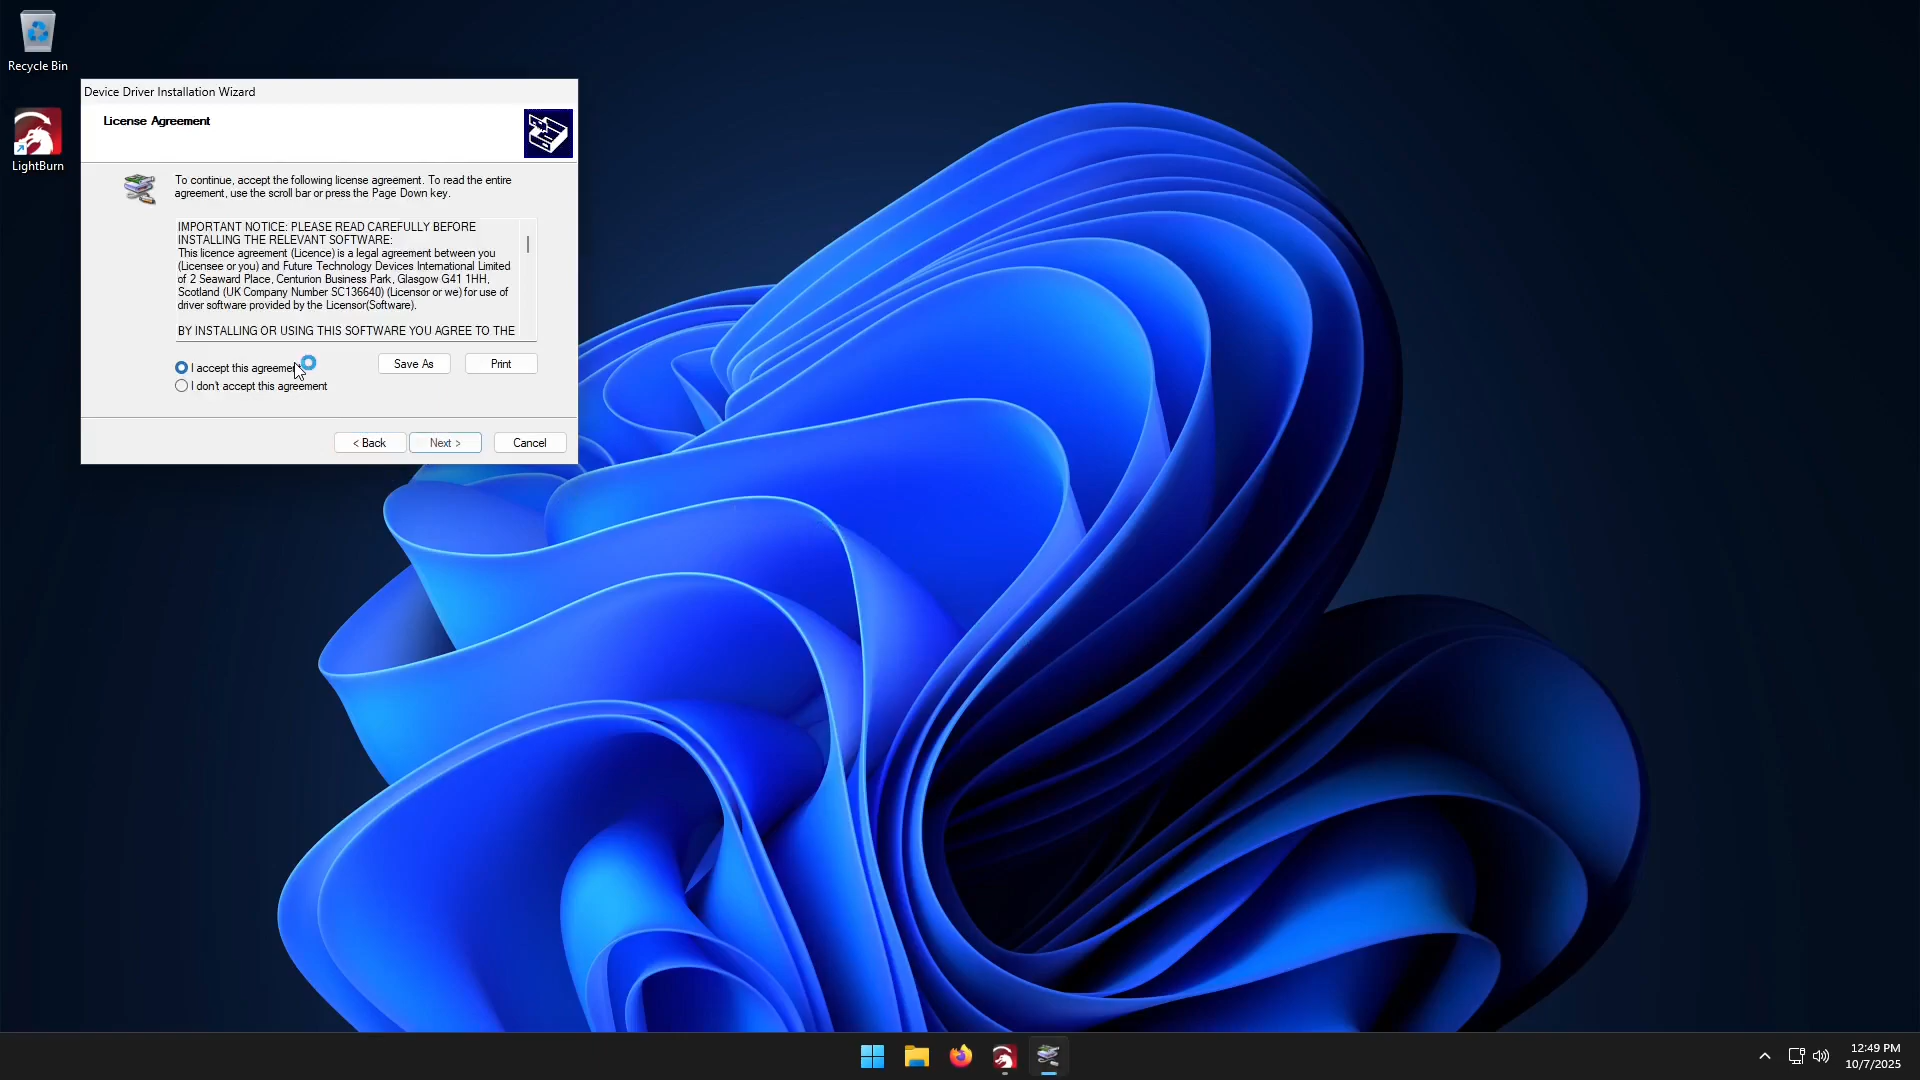 Recycle Bin
LightBurn
Device Driver Installation Wizard
License Agreement
To continue, accept the following license agreement. To read the entire
agreement, use the scroll bar or press the Page Down key.
IMPORTANT NOTICE: PLEASE READ CAREFULLY BEFORE
INSTALLING THE RELEVANT SOFTWARE:
This licence agreement (Licence) is a legal agreement between you
(Licensee or you) and Future Technology Devices International Limited
of 2 Seaward Place, Centurion Business Park, Glasgow G41 1HH,
Scotland (UK Company Number SC136640) (Licensor or we) for use of
driver software provided by the Licensor(Software).
BY INSTALLING OR USING THIS SOFTWARE YOU AGREE TO THE
I accept this agreement
Save As
Print
I don't accept this agreement
< Back
Next >
Cancel
12:49 PM
10/7/2025